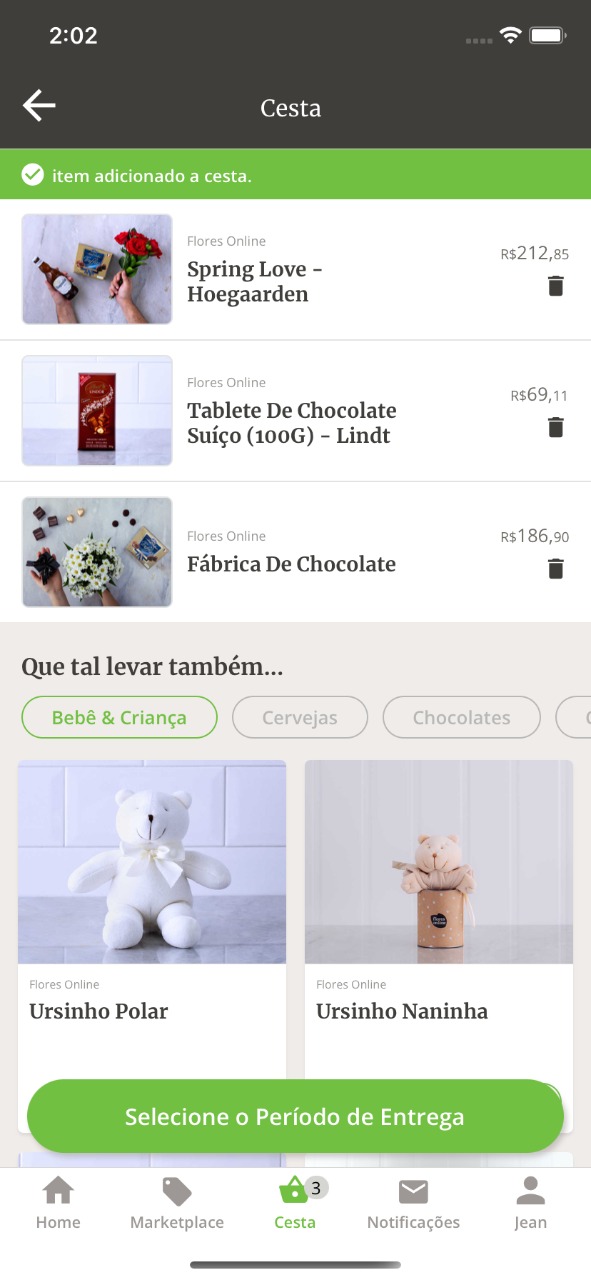 2:02
Cesta
item adicionado a cesta.
Flores Online
Spring Love -
Hoegaarden
R$212,85
Flores Online
Tablete De Chocolate
Suíço (100G) - Lindt
R$69,11
Flores Online
Fábrica De Chocolate
R$186,90
Que tal levar também...
Bebê & Criança
Cervejas
Chocolates
Flores Online
Ursinho Polar
Flores Online
Ursinho Naninha
Selecione o Período de Entrega
3
Home
Marketplace
Cesta
Notificações
Jean